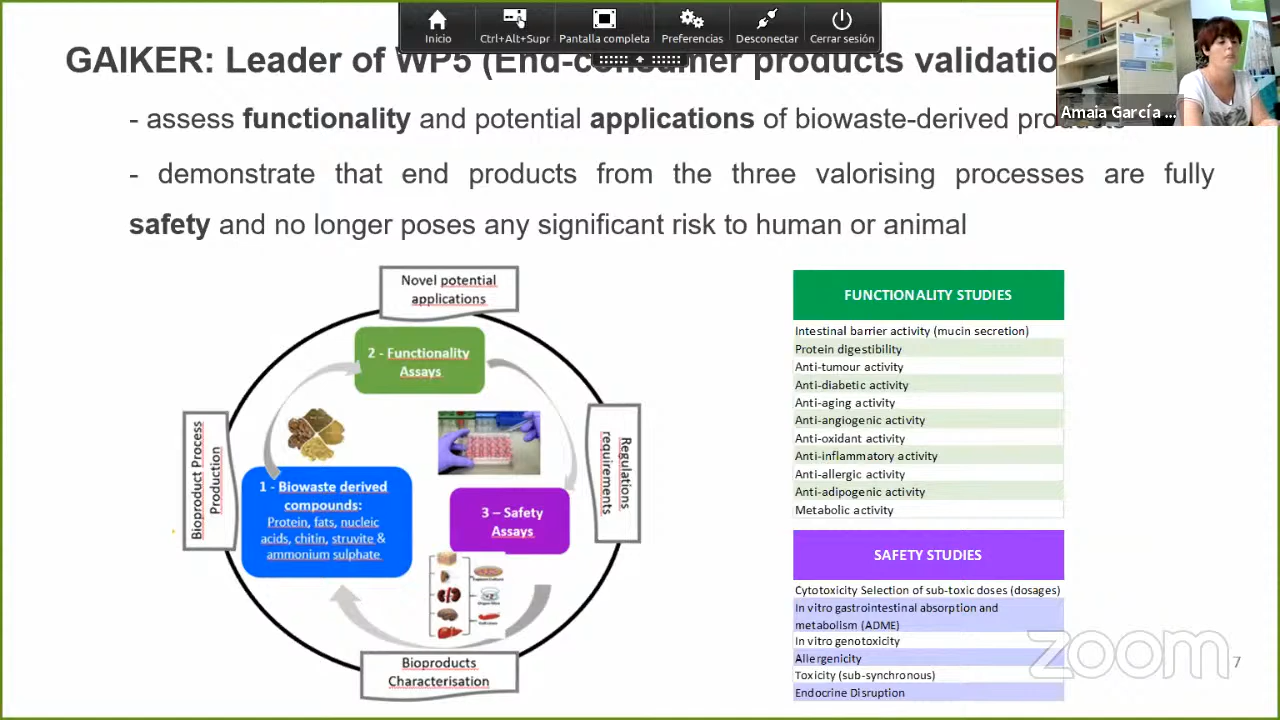 Inicio
Ctrl+Alt+Supr
Pantalla completa
Preferencias
Desconectar
Cerrar sesión
GAIKER: Leader of WP5 (End-consumer products validatio
Amaia García ...
- assess functionality and potential applications of biowaste-derived products
- demonstrate that end products from the three valorising processes are fully
safety and no longer poses any significant risk to human or animal
Novel potential
applications
2 - Functionality
Assays
Bioproduct Process
Production
Regulations
requirements
1 - Biowaste derived
compounds:
Protein, fats, nucleic
acids, chitin, struvite &
ammonium sulphate
3 – Safety
Assays
Bioproducts
Characterisation
FUNCTIONALITY STUDIES
Intestinal barrier activity (mucin secretion)
Protein digestibility
Anti-tumour activity
Anti-diabetic activity
Anti-aging activity
Anti-angiogenic activity
Anti-oxidant activity
Anti-inflammatory activity
Anti-allergic activity
Anti-adipogenic activity
Metabolic activity
SAFETY STUDIES
Cytotoxicity Selection of sub-toxic doses (dosages)
In vitro gastrointestinal absorption and
metabolism (ADME)
In vitro genotoxicity
Allergenicity
Toxicity (sub-synchronous)
Endocrine Disruption
zoom
7